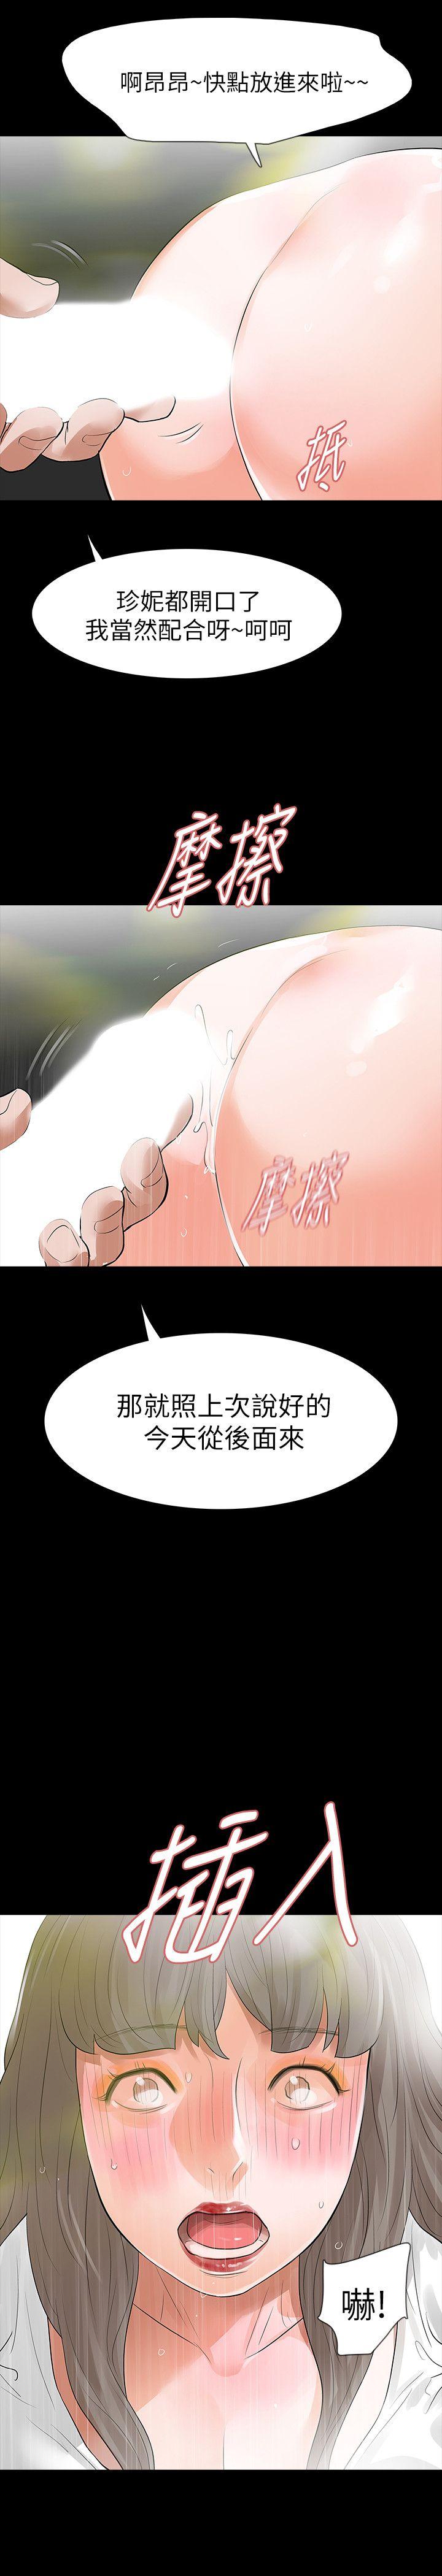 啊昂昂~快點放進來啦~~
抵
珍妮都開口了
我當然配合呀~呵呵
摩擦
摩擦
那就照上次說好的
今天從後面來
插入
嚇!